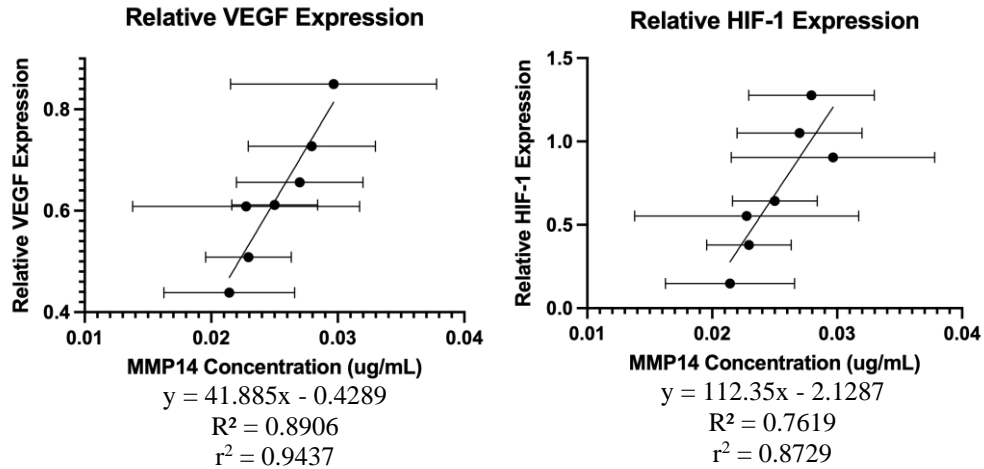 Relative VEGF Expression
Relative VEGF Expression
0.8
0.6
0.4
0.01 0.02 0.03 0.04
MMP14 Concentration (ug/mL)
y = 41.885x - 0.4289
R² = 0.8906
r² = 0.9437
Relative HIF-1 Expression
Relative HIF-1 Expression
1.5
1.0
0.5
0.0
0.01 0.02 0.03 0.04
MMP14 Concentration (ug/mL)
y = 112.35x - 2.1287
R² = 0.7619
r² = 0.8729